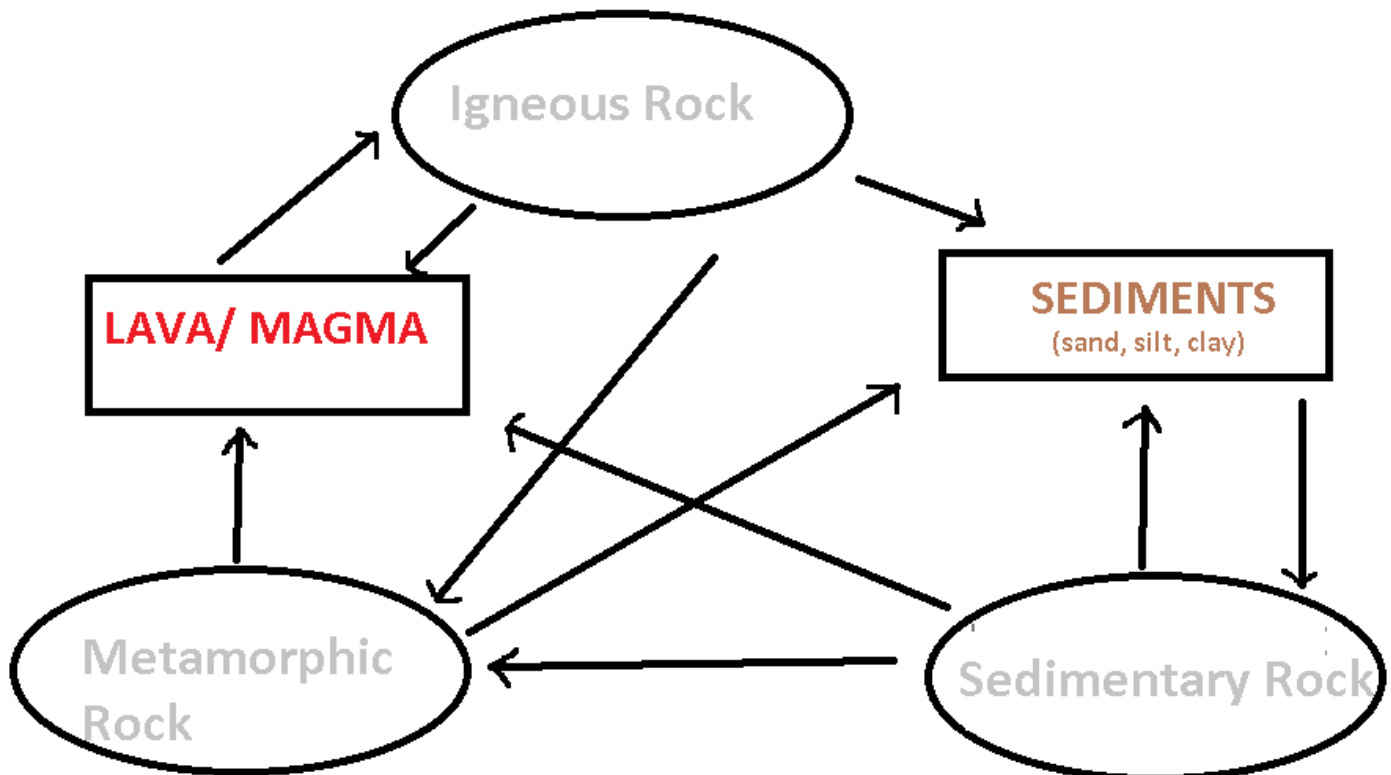 Igneous Rock
LAVA/ MAGMA
SEDIMENTS
(sand, silt, clay)
Metamorphic
Rock
Sedimentary Rock